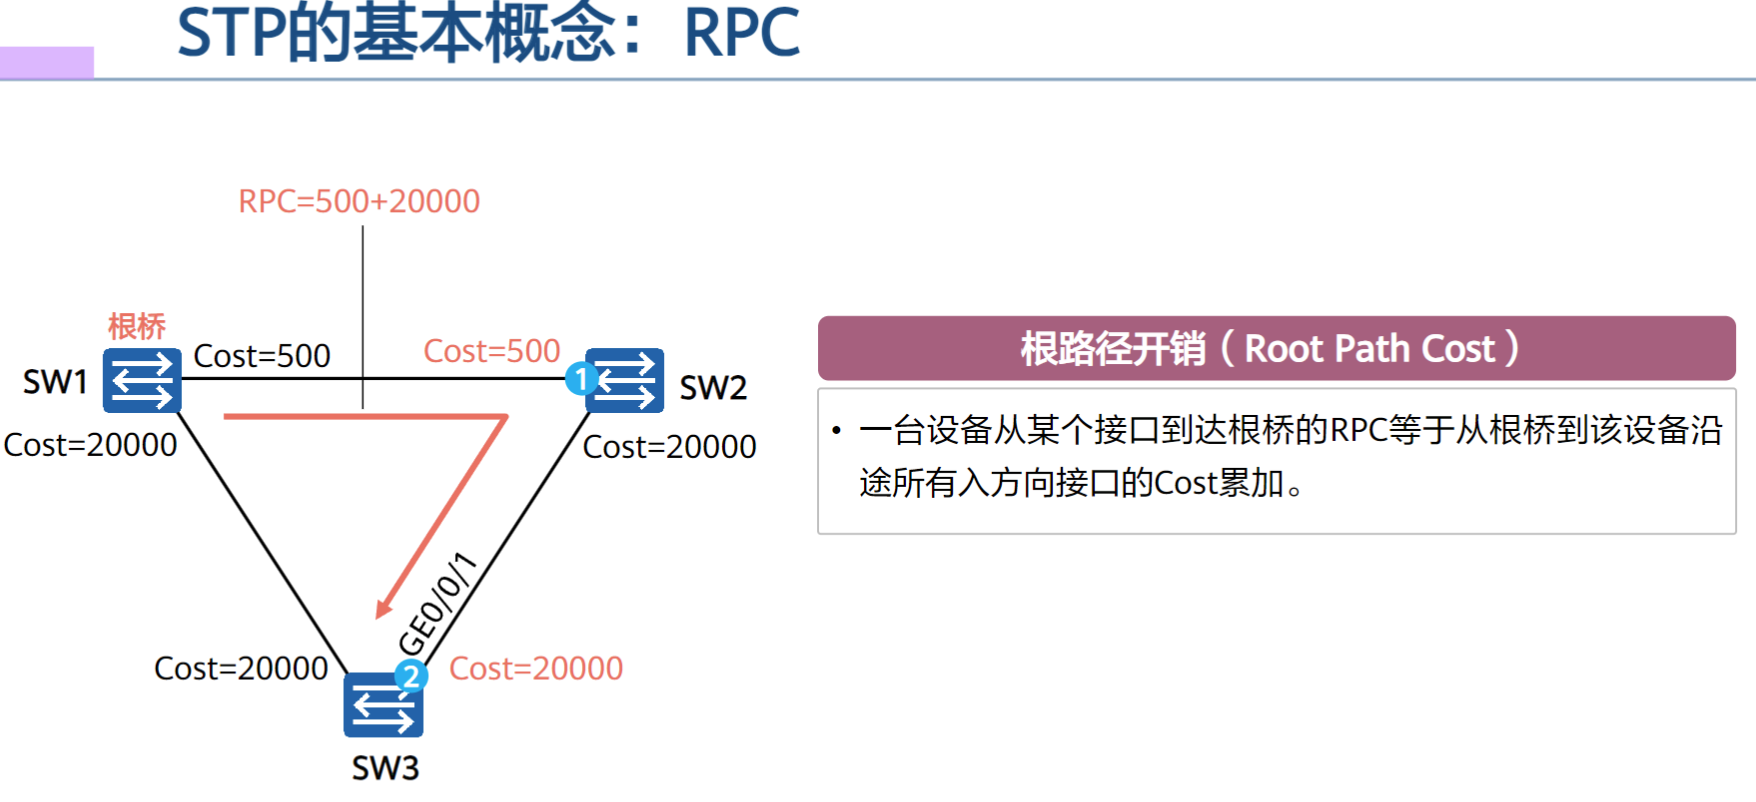 STP的基本概念：RPC
RPC=500+20000
根桥
Cost=500
Cost=500
SW1
1
SW2
Cost=20000
Cost=20000
GE0/0/1
Cost=20000
2
Cost=20000
SW3
根路径开销（Root Path Cost）
• 一台设备从某个接口到达根桥的RPC等于从根桥到该设备沿
途所有入方向接口的Cost累加。